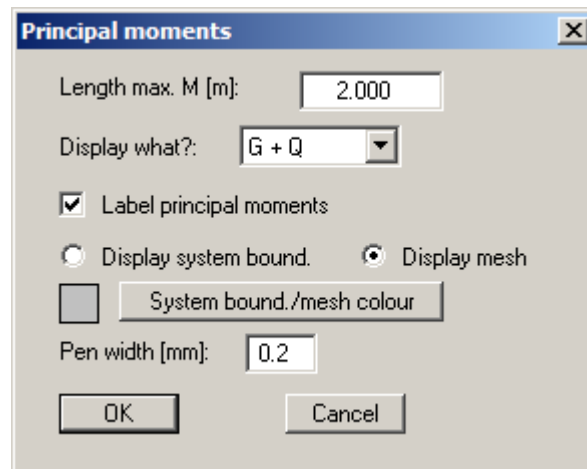 Principal moments
Length max. M [m]: 2.000
Display what?: G + Q
Label principal moments
Display system bound. Display mesh
System bound./mesh colour
Pen width [mm]: 0.2
OK Cancel